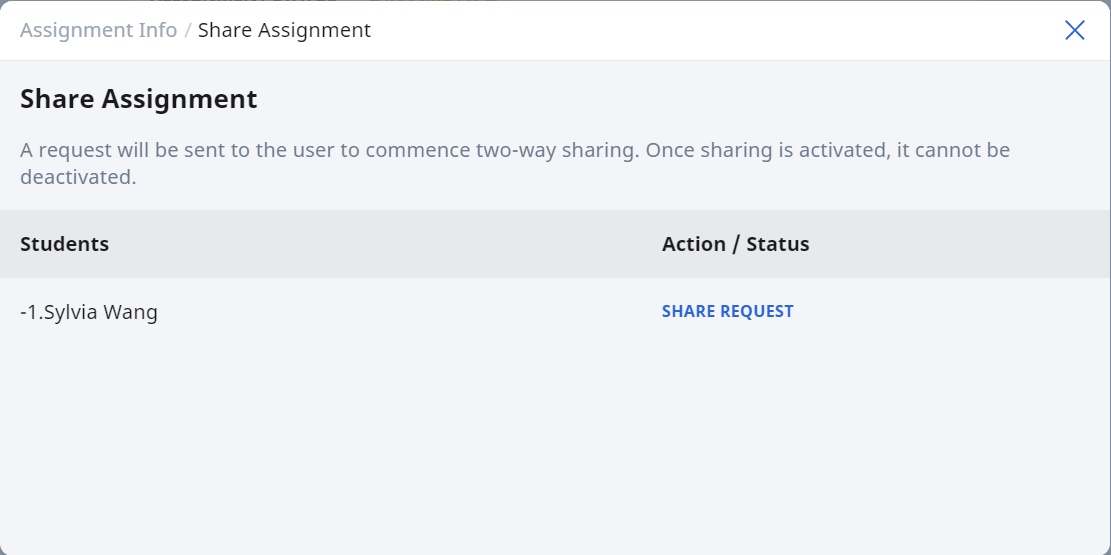 Assignment Info / Share Assignment
Share Assignment
A request will be sent to the user to commence two-way sharing. Once sharing is activated, it cannot be
deactivated.
Students Action / Status
-1.Sylvia Wang SHARE REQUEST